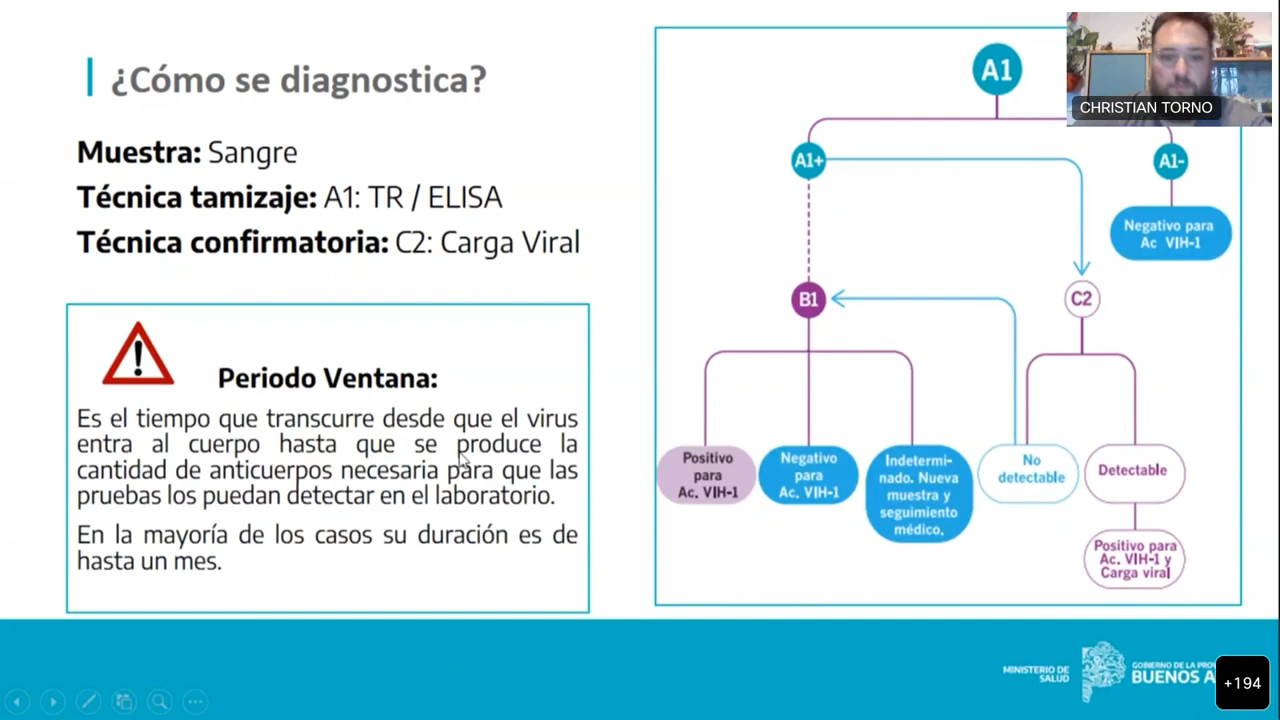 ¿Cómo se diagnostica?
Muestra: Sangre
Técnica tamizaje: A1: TR / ELISA
Técnica confirmatoria: C2: Carga Viral
Periodo Ventana:
Es el tiempo que transcurre desde que el virus
entra al cuerpo hasta que se produce la
cantidad de anticuerpos necesaria para que las
pruebas los puedan detectar en el laboratorio.
En la mayoría de los casos su duración es de
hasta un mes.
A1
CHRISTIAN TORNO
A1+
A1-
Negativo para
Ac VIH-1
B1
C2
Positivo
para
Ac. VIH-1
Negativo
para
Ac. VIH-1
Indetermi-
nado. Nueva
muestra y
seguimiento
médico.
No
detectable
Detectable
Positivo para
Ac. VIH-1 y
Carga viral
MINISTERIO DE
SALUD
GOBIERNO DE LA
BUENOS
+194